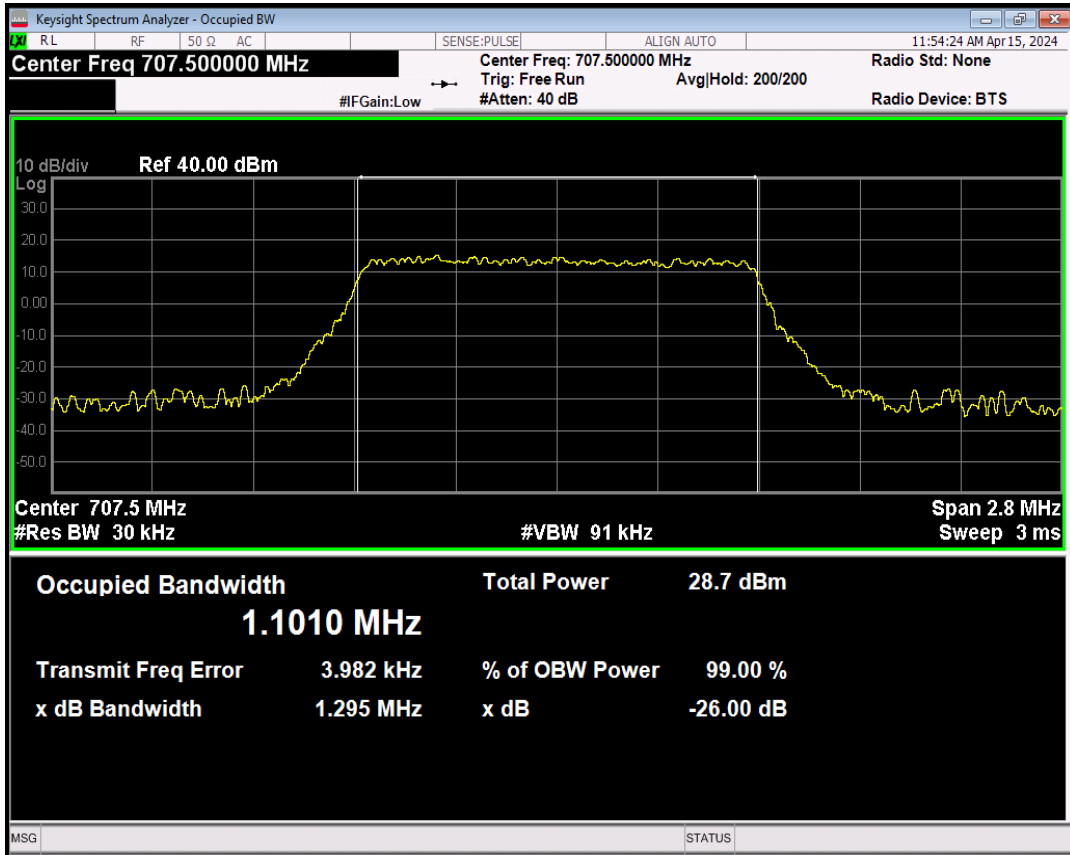 Keysight Spectrum Analyzer - Occupied BW
LXI RL RF 50 Ω AC SENSE:PULSE ALIGN AUTO 11:54:24 AM Apr 15, 2024
Center Freq 707.500000 MHz Center Freq: 707.500000 MHz Radio Std: None
Trig: Free Run Avg|Hold: 200/200
#IFGain:Low #Atten: 40 dB Radio Device: BTS
10 dB/div Ref 40.00 dBm
Log
30.0
20.0
10.0
0.00
-10.0
-20.0
-30.0
-40.0
-50.0
Center 707.5 MHz Span 2.8 MHz
#Res BW 30 kHz #VBW 91 kHz Sweep 3 ms
Occupied Bandwidth Total Power 28.7 dBm
1.1010 MHz
Transmit Freq Error 3.982 kHz % of OBW Power 99.00 %
x dB Bandwidth 1.295 MHz x dB -26.00 dB
MSG STATUS